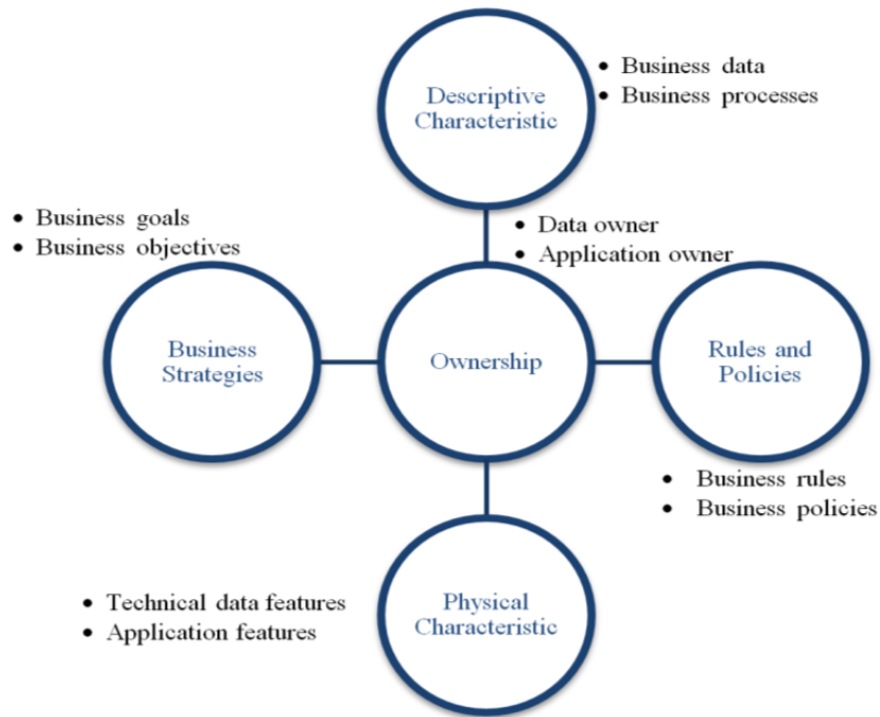 Descriptive
Characteristic
• Business data
• Business processes
• Business goals
• Business objectives
• Data owner
• Application owner
Business
Strategies
Ownership
Rules and
Policies
• Business rules
• Business policies
• Technical data features
• Application features
Physical
Characteristic